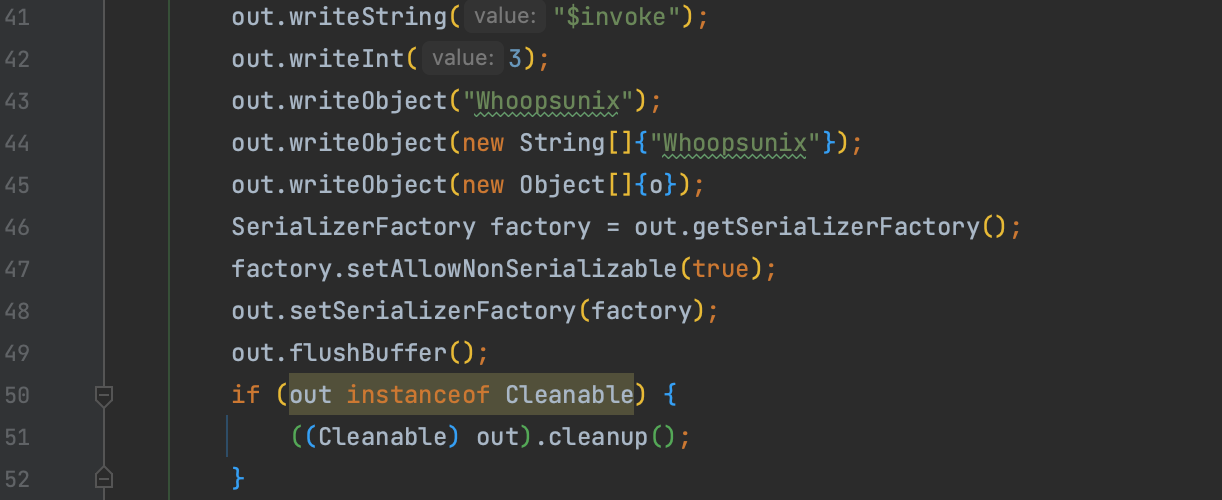 41 out.writeString( value: "$invoke");
42 out.writeInt( value: 3);
43 out.writeObject("Whoopsunix");
44 out.writeObject(new String[]{"Whoopsunix"});
45 out.writeObject(new Object[]{o});
46 SerializerFactory factory = out.getSerializerFactory();
47 factory.setAllowNonSerializable(true);
48 out.setSerializerFactory(factory);
49 out.flushBuffer();
50 if (out instanceof Cleanable) {
51 ((Cleanable) out).cleanup();
52 }